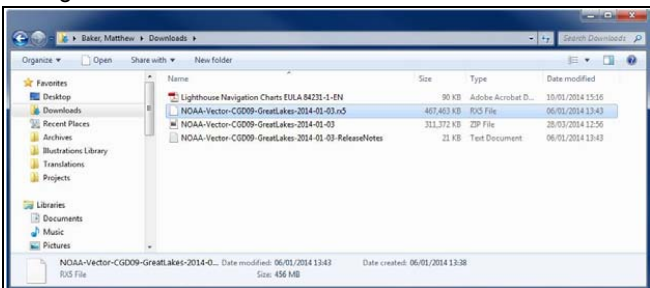 Baker, Matthew ▸ Downloads ▸ Search Downloads
Organize Open Share with New folder
Favorites
Desktop
Downloads
Recent Places
Archives
Illustrations Library
Translations
Projects
Libraries
Documents
Music
Pictures
Name Size Type Date modified
Lighthouse Navigation Charts EULA 84231-1-EN 90 KB Adobe Acrobat D... 10/01/2014 15:16
NOAA-Vector-CGD09-GreatLakes-2014-01-03.rx5 467,463 KB RX5 File 06/01/2014 13:43
NOAA-Vector-CGD09-GreatLakes-2014-01-03 311,372 KB ZIP File 28/03/2014 12:56
NOAA-Vector-CGD09-GreatLakes-2014-01-03-ReleaseNotes 21 KB Text Document 06/01/2014 13:43
NOAA-Vector-CGD09-GreatLakes-2014-0... Date modified: 06/01/2014 13:43 Date created: 06/01/2014 13:38
RX5 File Size: 456 MB